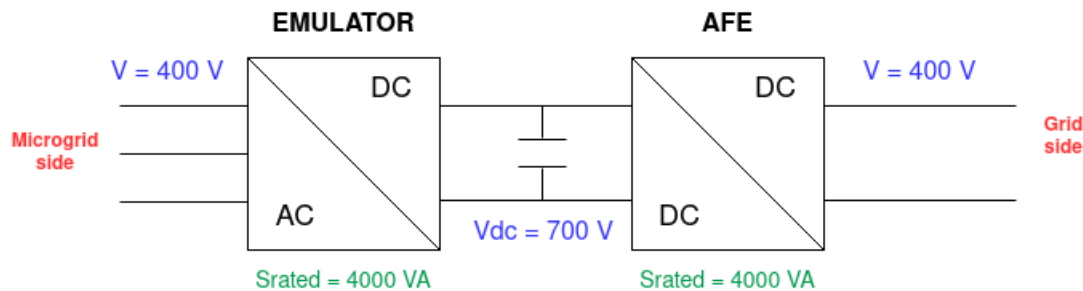 EMULATOR
AFE
V = 400 V
DC
DC
V = 400 V
Microgrid
side
Grid
side
AC
Vdc = 700 V
DC
Srated = 4000 VA
Srated = 4000 VA